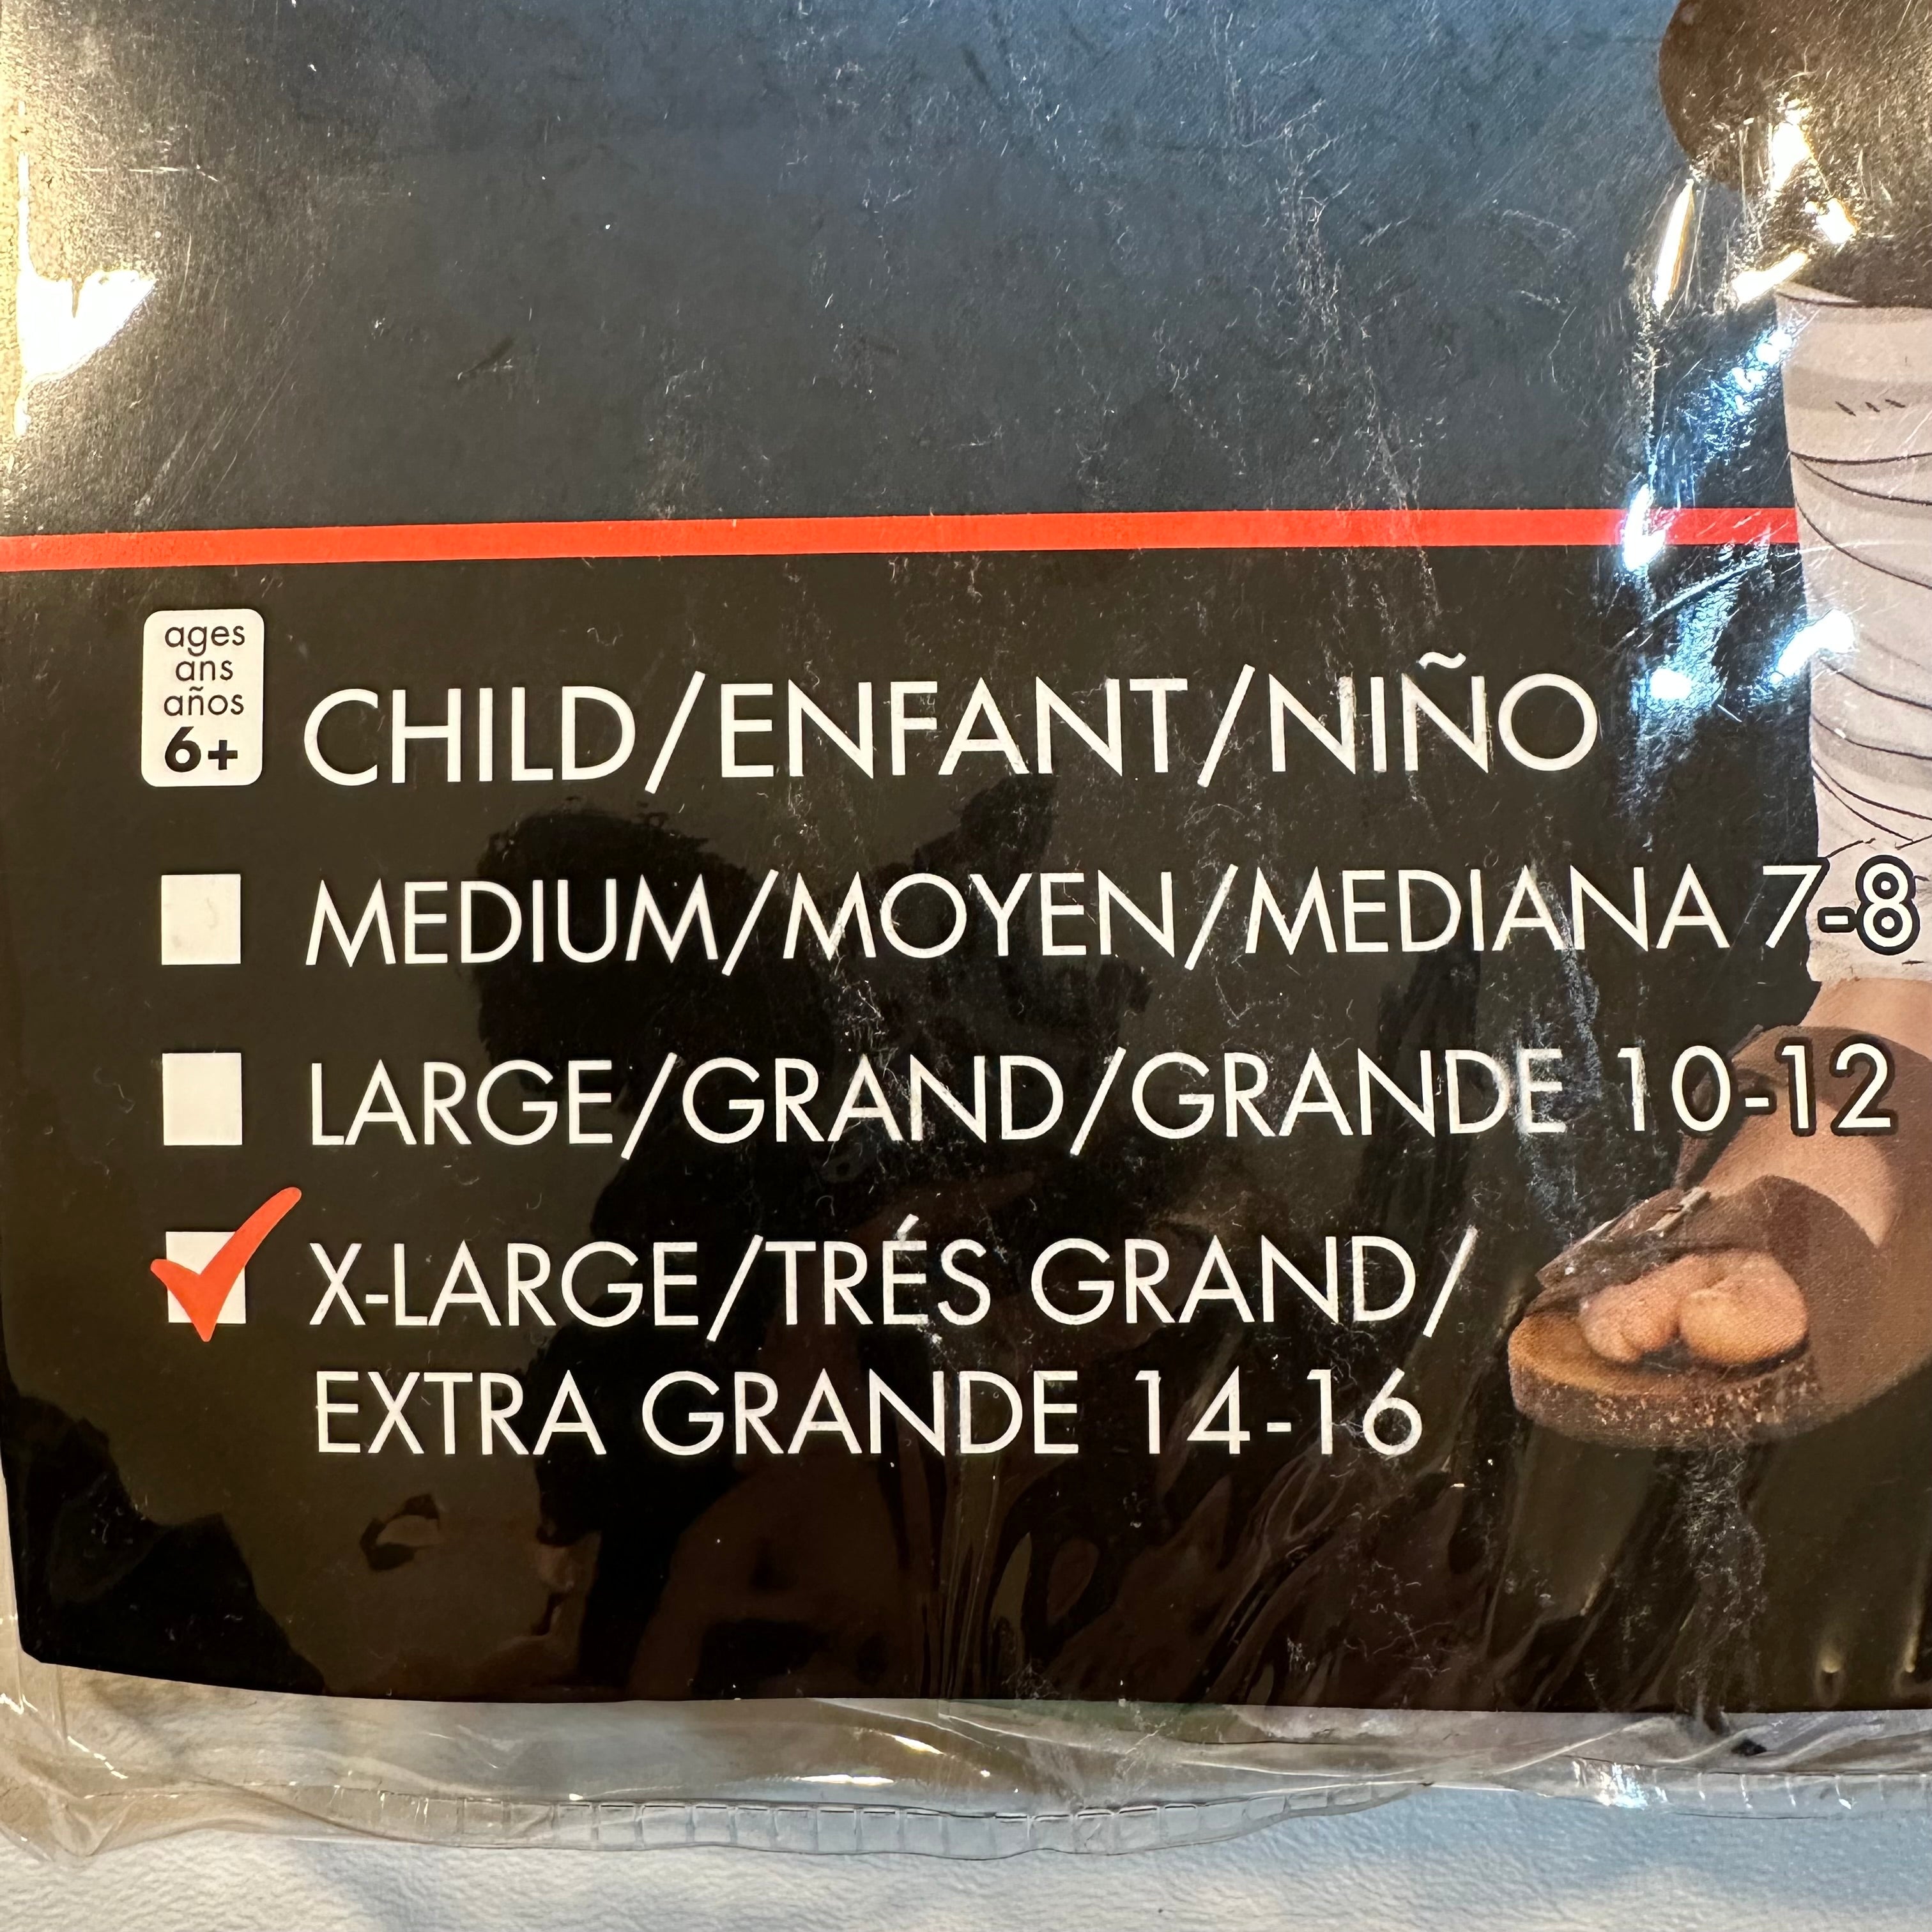 ages
ans
años
6+
CHILD/ENFANT/NIÑO
MEDIUM/MOYEN/MEDIANA 7-8
LARGE/GRAND/GRANDE 10-12
X-LARGE/TRÉS GRAND/
EXTRA GRANDE 14-16